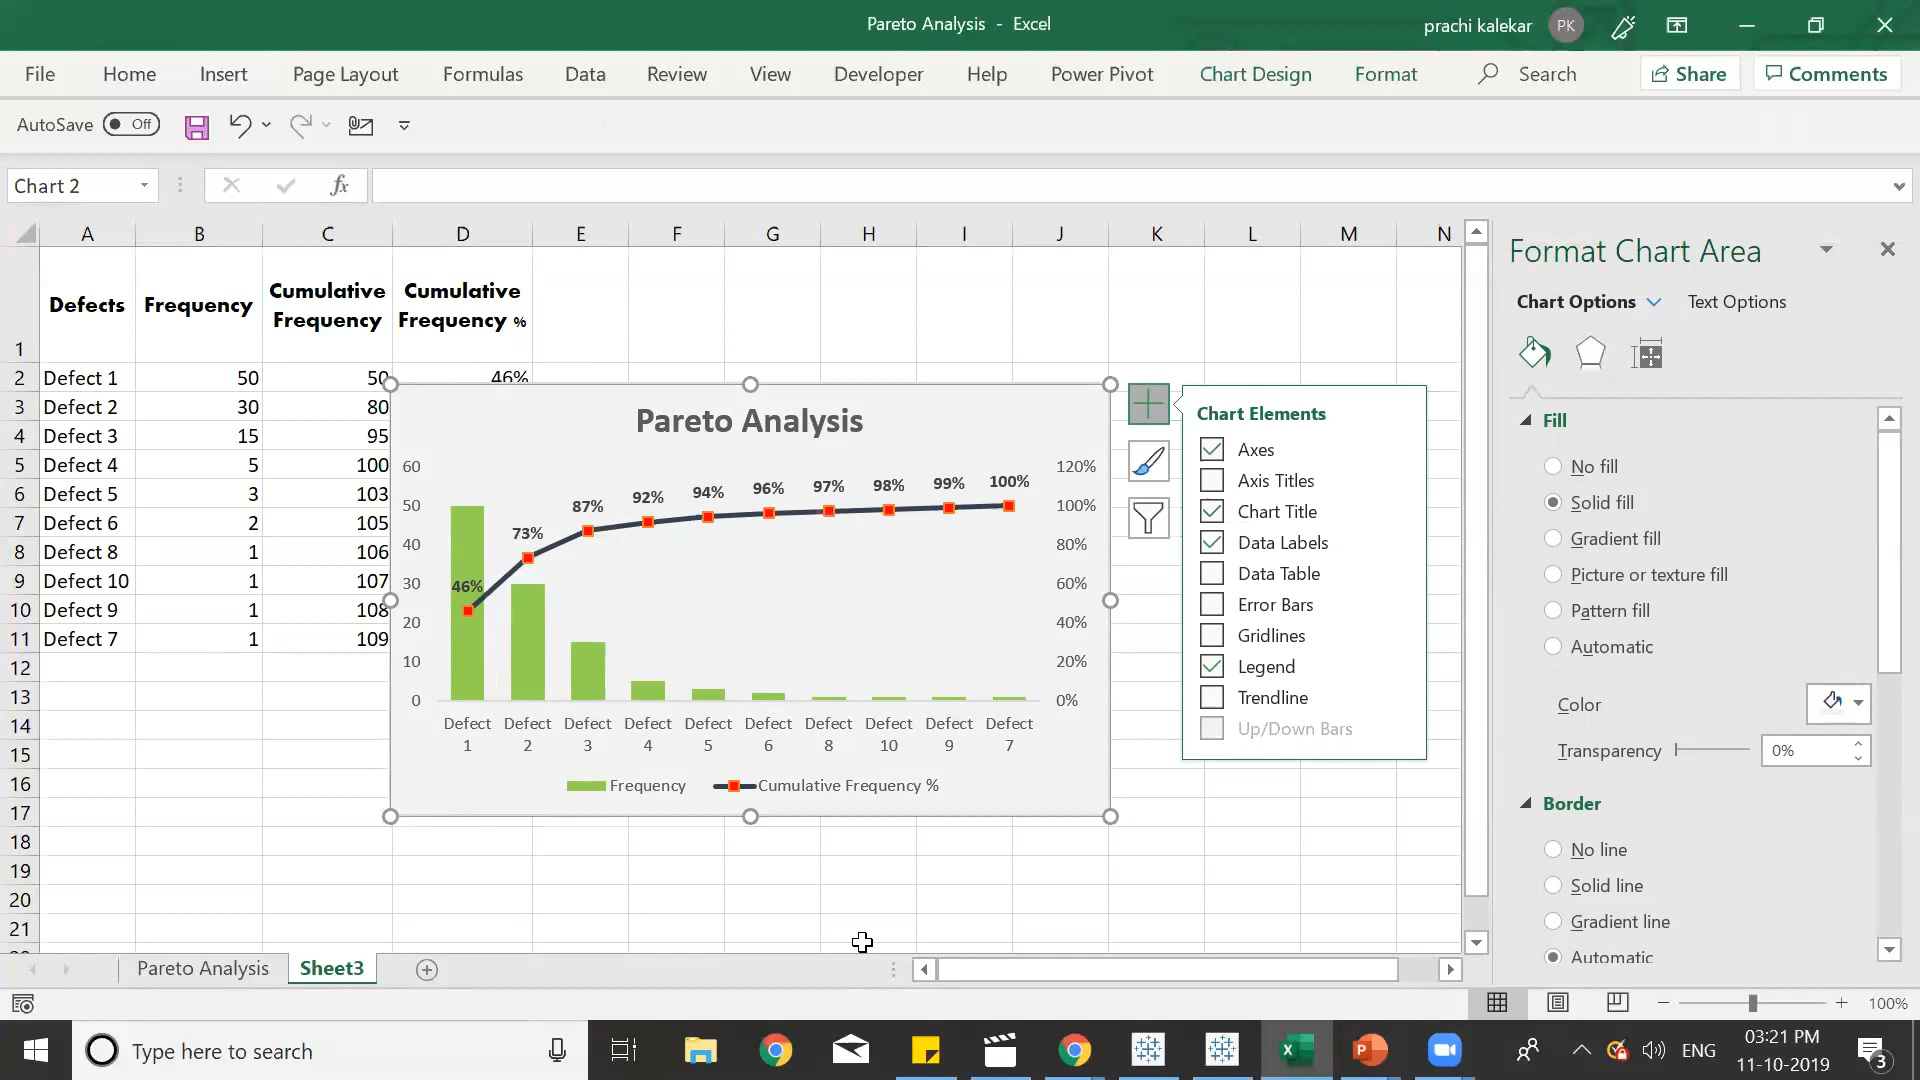 Pareto Analysis - Excel
prachi kalekar PK
File Home Insert Page Layout Formulas Data Review View Developer Help Power Pivot Chart Design Format Search Share Comments
AutoSave Off
Chart 2 fx
A B C D E F G H I J K L M N
Defects Frequency Cumulative Frequency Cumulative Frequency %
1
2 Defect 1 50 50 46%
3 Defect 2 30 80
4 Defect 3 15 95
5 Defect 4 5 100
6 Defect 5 3 103
7 Defect 6 2 105
8 Defect 8 1 106
9 Defect 10 1 107
10 Defect 9 1 108
11 Defect 7 1 109
12
13
14
15
16
17
18
19
20
21
Pareto Analysis
60
50
40
30
20
10
0
46% 73% 87% 92% 94% 96% 97% 98% 99% 100%
120%
100%
80%
60%
40%
20%
0%
Defect Defect Defect Defect Defect Defect Defect Defect Defect Defect
1 2 3 4 5 6 8 10 9 7
Frequency Cumulative Frequency %
Chart Elements
Axes
Axis Titles
Chart Title
Data Labels
Data Table
Error Bars
Gridlines
Legend
Trendline
Up/Down Bars
Format Chart Area
Chart Options Text Options
Fill
No fill
Solid fill
Gradient fill
Picture or texture fill
Pattern fill
Automatic
Color
Transparency 0%
Border
No line
Solid line
Gradient line
Automatic
Pareto Analysis Sheet3
100%
Type here to search
ENG
03:21 PM
11-10-2019
3